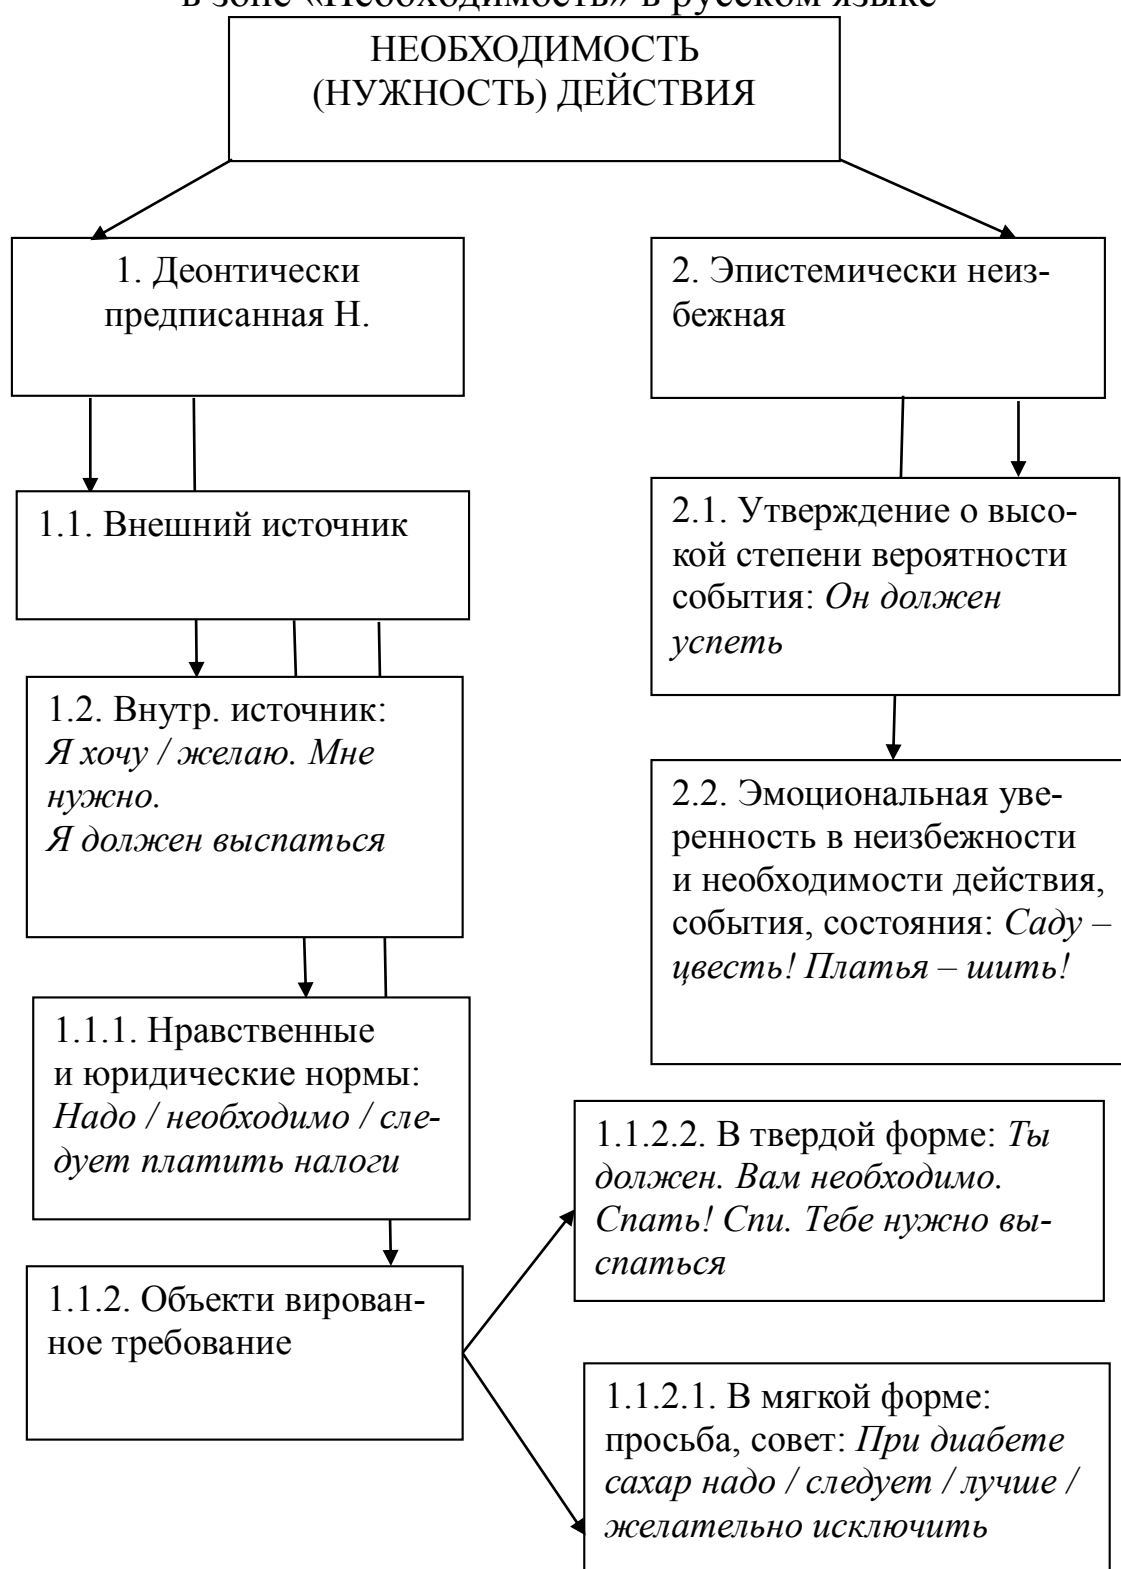 в зоне «Необходимость» в русском языке
НЕОБХОДИМОСТЬ
(НУЖНОСТЬ) ДЕЙСТВИЯ
1. Деонтически
предписанная Н.
2. Эпистемически неиз-
бежная
1.1. Внешний источник
2.1. Утверждение о высо-
кой степени вероятности
события: Он должен
успеть
1.2. Внутр. источник:
Я хочу / желаю. Мне
нужно.
Я должен выспаться
2.2. Эмоциональная уве-
ренность в неизбежности
и необходимости действия,
события, состояния: Саду –
цвесть! Платья – шить!
1.1.1. Нравственные
и юридические нормы:
Надо / необходимо / сле-
дует платить налоги
1.1.2.2. В твердой форме: Ты
должен. Вам необходимо.
Спать! Спи. Тебе нужно вы-
спаться
1.1.2. Объекти вирован-
ное требование
1.1.2.1. В мягкой форме:
просьба, совет: При диабете
сахар надо / следует / лучше /
желательно исключить